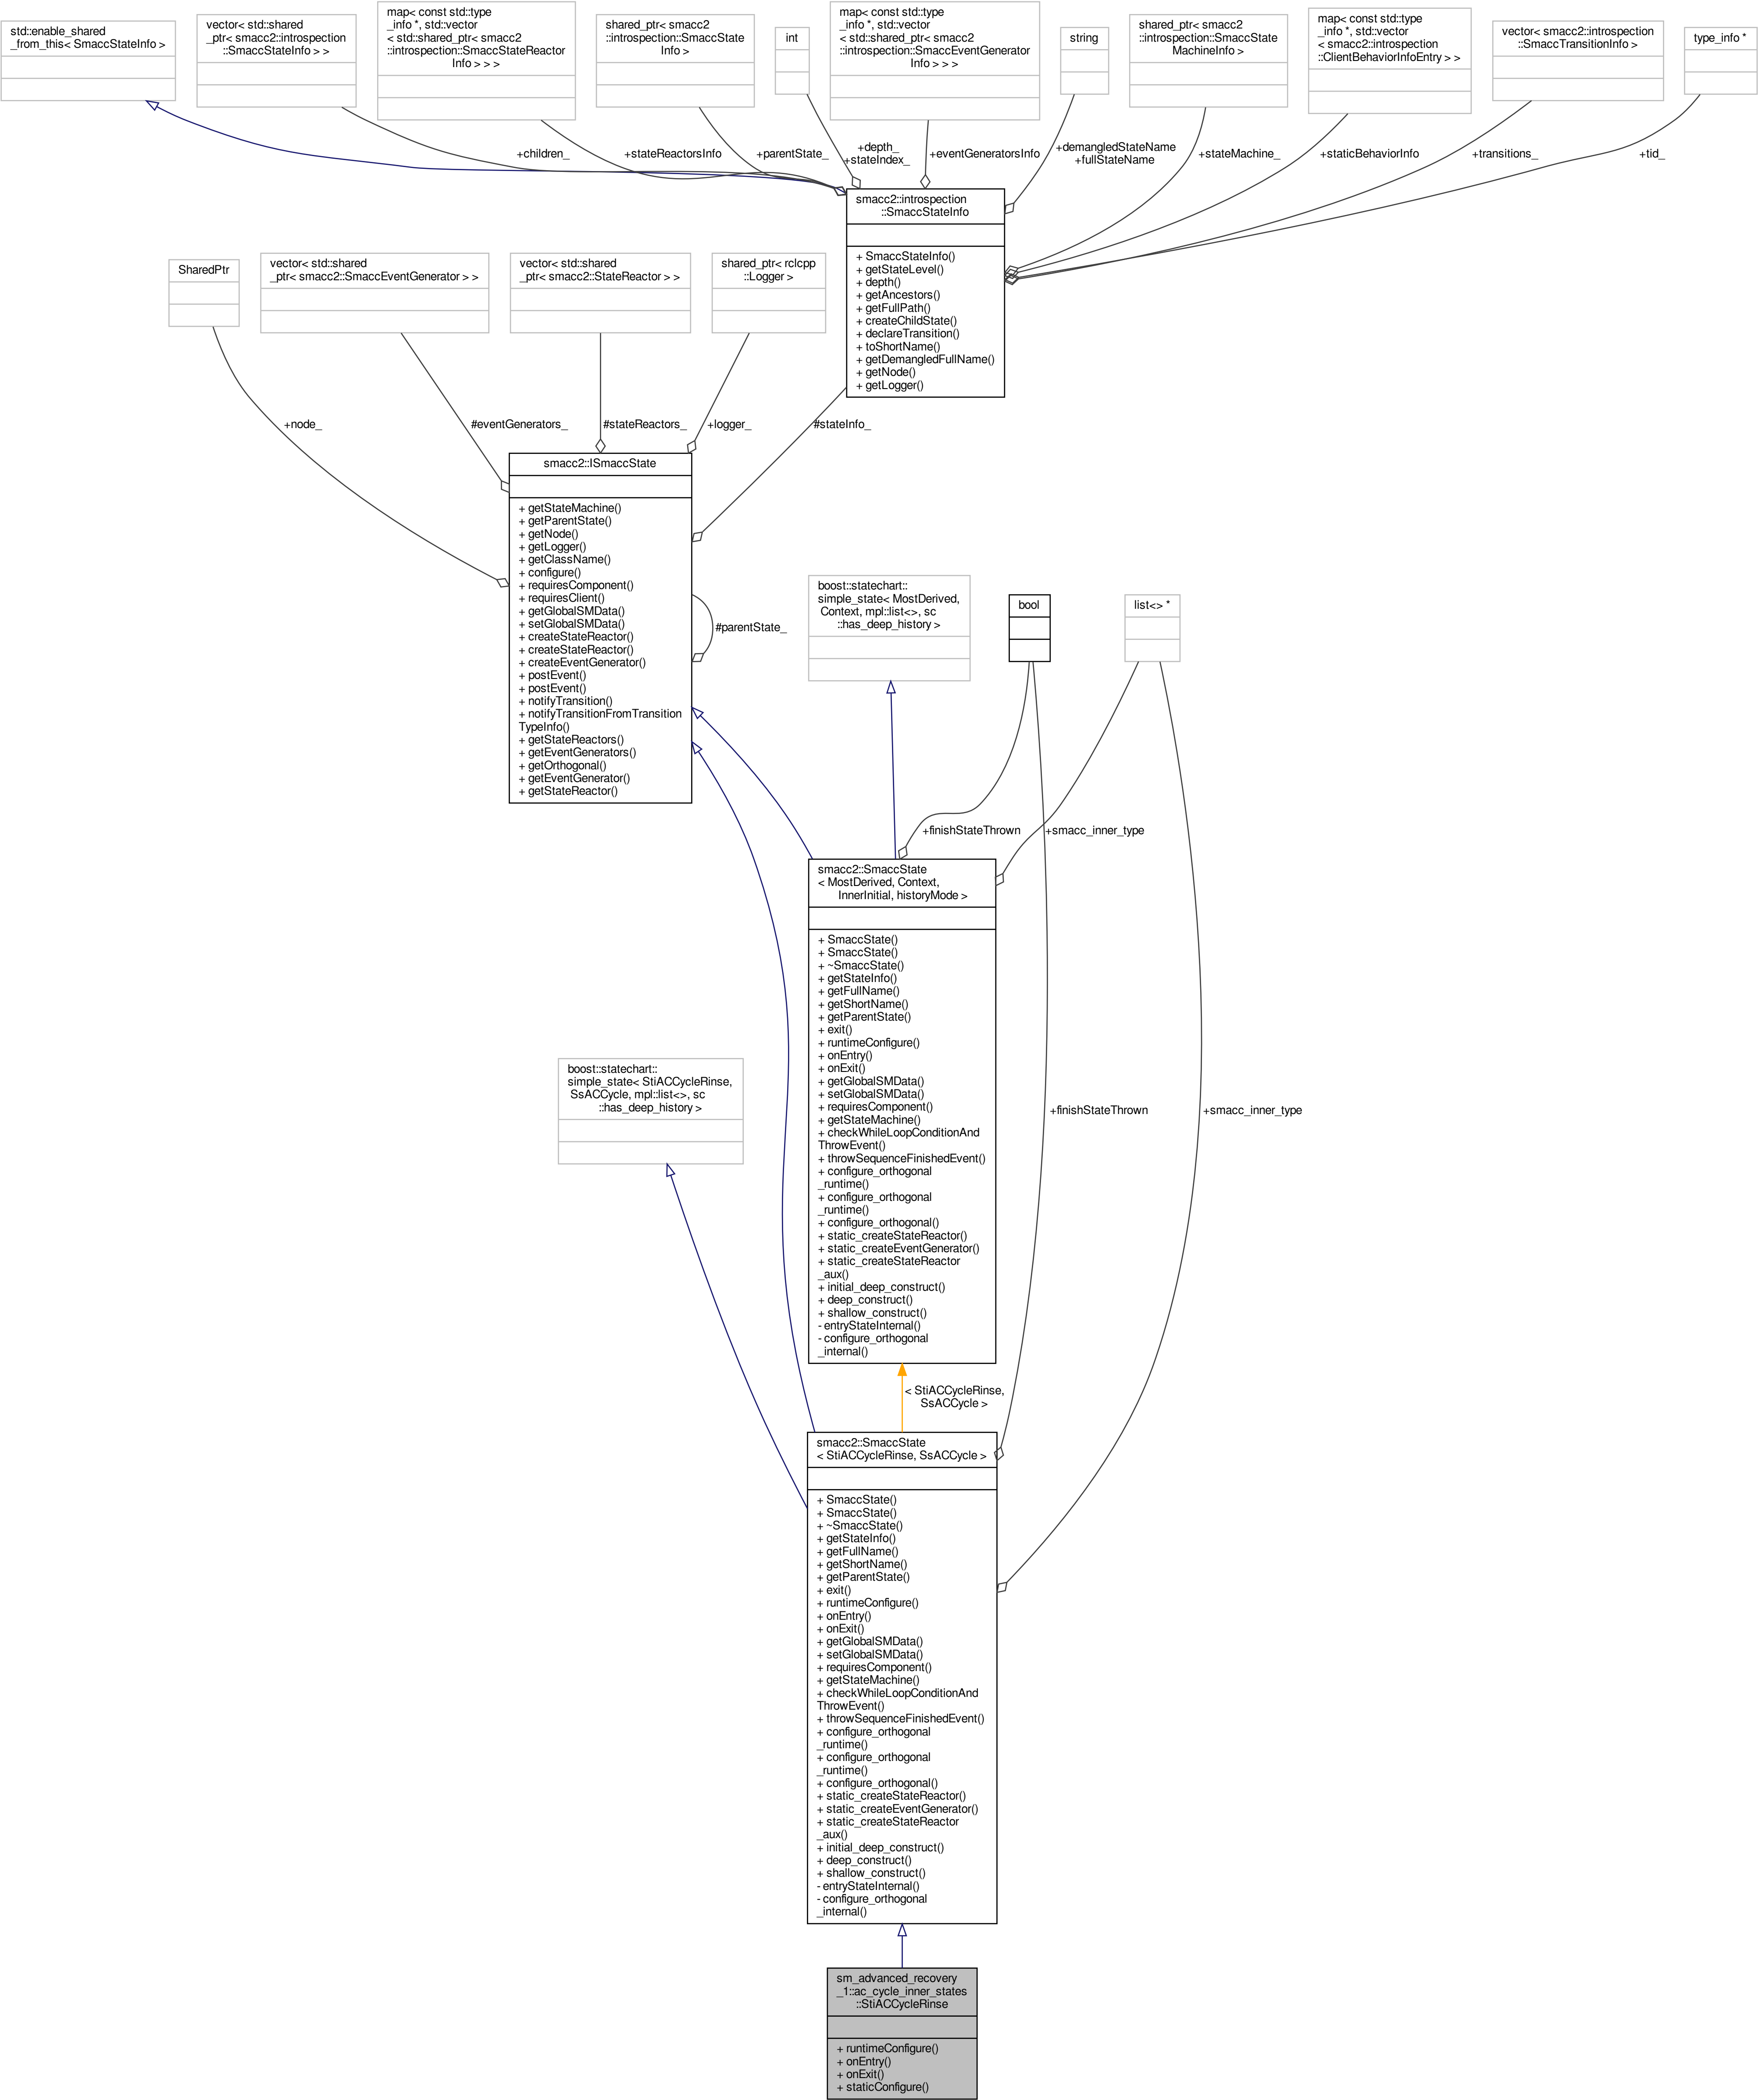 std::enable_shared
_from_this< SmaccStateInfo >
vector< std::shared
_ptr< smacc2::introspection
::SmaccStateInfo > >
map< const std::type
_info *, std::vector
< std::shared_ptr< smacc2
::introspection::SmaccStateReactor
Info > > >
shared_ptr< smacc2
::introspection::SmaccState
Info >
int
map< const std::type
_info *, std::vector
< std::shared_ptr< smacc2
::introspection::SmaccEventGenerator
Info > > >
string
shared_ptr< smacc2
::introspection::SmaccState
MachineInfo >
map< const std::type
_info *, std::vector
< smacc2::introspection
::ClientBehaviorInfoEntry > >
vector< smacc2::introspection
::SmaccTransitionInfo >
type_info *
+children_
+stateReactorsInfo
+parentState_
+depth_
+stateIndex_
+eventGeneratorsInfo
+demangledStateName
+fullStateName
+stateMachine_
+staticBehaviorInfo
+transitions_
+tid_
smacc2::introspection
::SmaccStateInfo
+ SmaccStateInfo()
+ getStateLevel()
+ depth()
+ getAncestors()
+ getFullPath()
+ createChildState()
+ declareTransition()
+ toShortName()
+ getDemangledFullName()
+ getNode()
+ getLogger()
SharedPtr
vector< std::shared
_ptr< smacc2::SmaccEventGenerator > >
vector< std::shared
_ptr< smacc2::StateReactor > >
shared_ptr< rclcpp
::Logger >
+node_
#eventGenerators_
#stateReactors_
+logger_
#stateInfo_
smacc2::ISmaccState
+ getStateMachine()
+ getParentState()
+ getNode()
+ getLogger()
+ getClassName()
+ configure()
+ requiresComponent()
+ requiresClient()
+ getGlobalSMData()
+ setGlobalSMData()
+ createStateReactor()
+ createStateReactor()
+ createEventGenerator()
+ postEvent()
+ postEvent()
+ notifyTransition()
+ notifyTransitionFromTransition
TypeInfo()
+ getStateReactors()
+ getEventGenerators()
+ getOrthogonal()
+ getEventGenerator()
+ getStateReactor()
#parentState_
boost::statechart::
simple_state< MostDerived,
Context, mpl::list<>, sc
::has_deep_history >
bool
list<> *
+finishStateThrown
+smacc_inner_type
smacc2::SmaccState
< MostDerived, Context,
InnerInitial, historyMode >
+ SmaccState()
+ SmaccState()
+ ~SmaccState()
+ getStateInfo()
+ getFullName()
+ getShortName()
+ getParentState()
+ exit()
+ runtimeConfigure()
+ onEntry()
+ onExit()
+ getGlobalSMData()
+ setGlobalSMData()
+ requiresComponent()
+ getStateMachine()
+ checkWhileLoopConditionAnd
ThrowEvent()
+ throwSequenceFinishedEvent()
+ configure_orthogonal
_runtime()
+ configure_orthogonal
_runtime()
+ configure_orthogonal()
+ static_createStateReactor()
+ static_createEventGenerator()
+ static_createStateReactor
_aux()
+ initial_deep_construct()
+ deep_construct()
+ shallow_construct()
- entryStateInternal()
- configure_orthogonal
_internal()
boost::statechart::
simple_state< StiACCycleRinse,
SsACCycle, mpl::list<>, sc
::has_deep_history >
+finishStateThrown
+smacc_inner_type
< StiACCycleRinse,
SsACCycle >
smacc2::SmaccState
< StiACCycleRinse, SsACCycle >
+ SmaccState()
+ SmaccState()
+ ~SmaccState()
+ getStateInfo()
+ getFullName()
+ getShortName()
+ getParentState()
+ exit()
+ runtimeConfigure()
+ onEntry()
+ onExit()
+ getGlobalSMData()
+ setGlobalSMData()
+ requiresComponent()
+ getStateMachine()
+ checkWhileLoopConditionAnd
ThrowEvent()
+ throwSequenceFinishedEvent()
+ configure_orthogonal
_runtime()
+ configure_orthogonal
_runtime()
+ configure_orthogonal()
+ static_createStateReactor()
+ static_createEventGenerator()
+ static_createStateReactor
_aux()
+ initial_deep_construct()
+ deep_construct()
+ shallow_construct()
- entryStateInternal()
- configure_orthogonal
_internal()
sm_advanced_recovery
_1::ac_cycle_inner_states
::StiACCycleRinse
+ runtimeConfigure()
+ onEntry()
+ onExit()
+ staticConfigure()